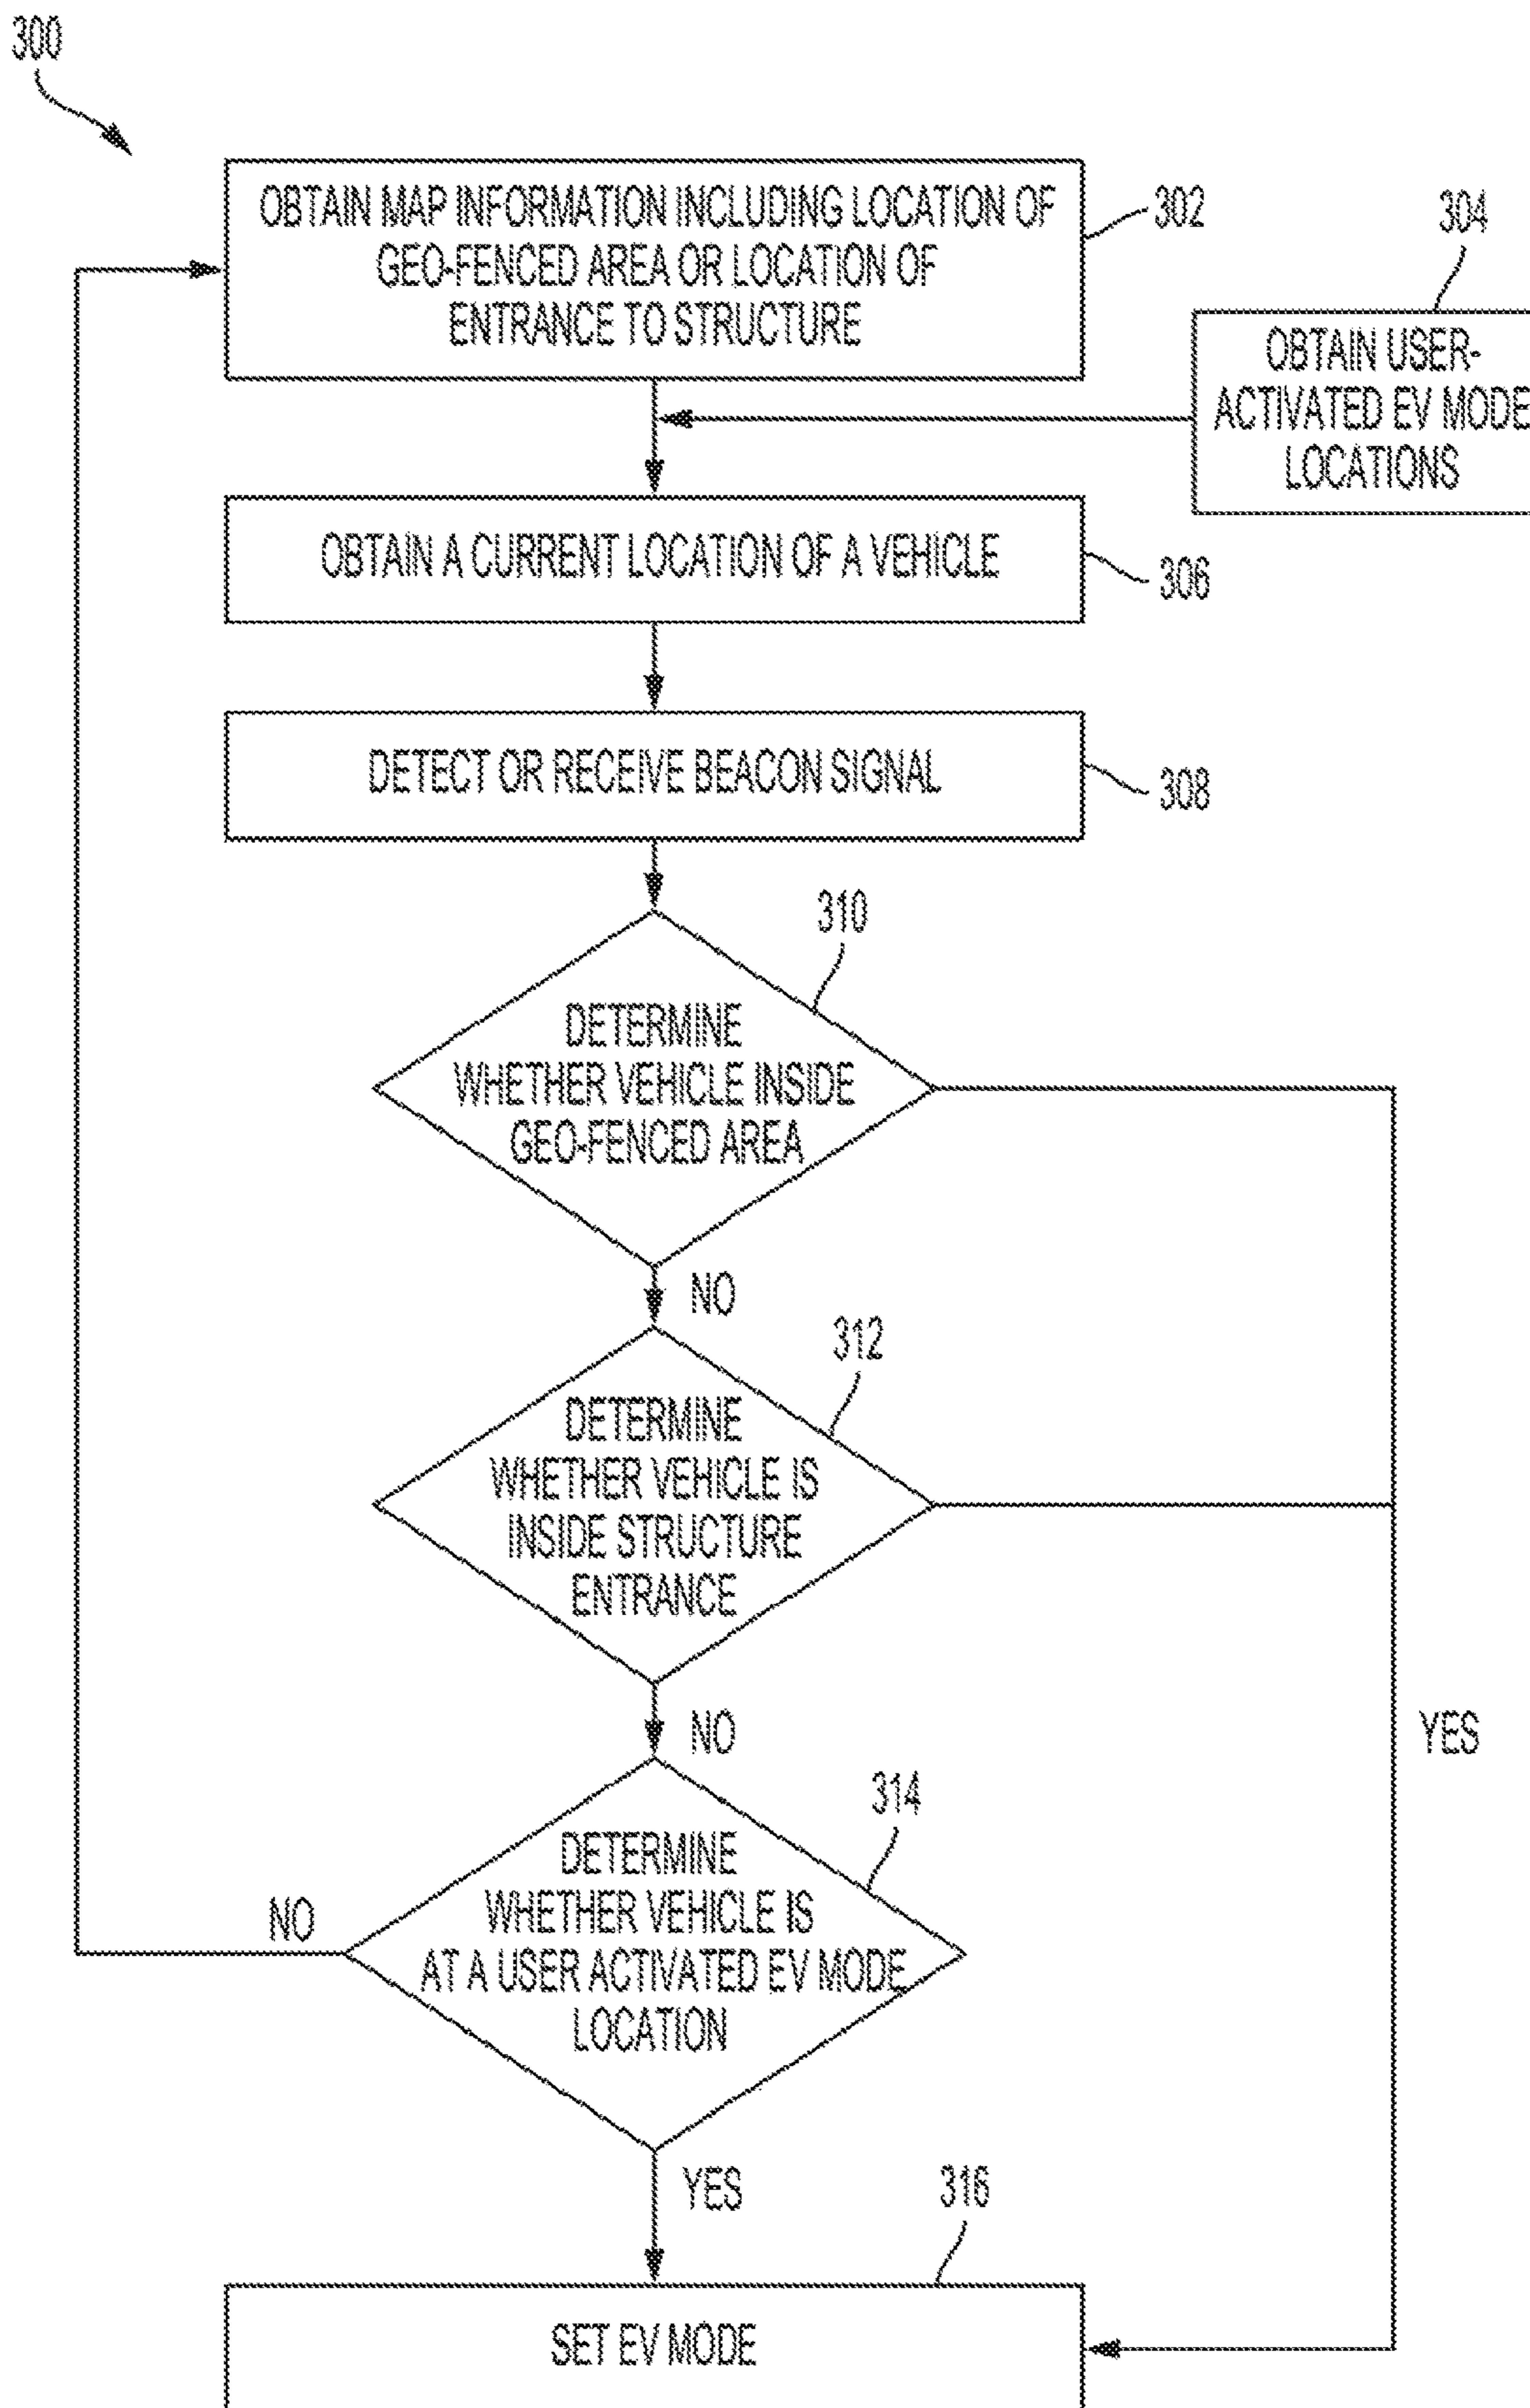 300
OBTAIN MAP INFORMATION INCLUDING LOCATION OF
GEO-FENCED AREA OR LOCATION OF
ENTRANCE TO STRUCTURE
302
304
OBTAIN USER-
ACTIVATED EV MODE
LOCATIONS
OBTAIN A CURRENT LOCATION OF A VEHICLE
306
DETECT OR RECEIVE BEACON SIGNAL
308
310
DETERMINE
WHETHER VEHICLE INSIDE
GEO-FENCED AREA
NO
312
DETERMINE
WHETHER VEHICLE IS
INSIDE STRUCTURE
ENTRANCE
NO
YES
314
DETERMINE
WHETHER VEHICLE IS
AT A USER ACTIVATED EV MODE
LOCATION
NO
YES
316
SET EV MODE